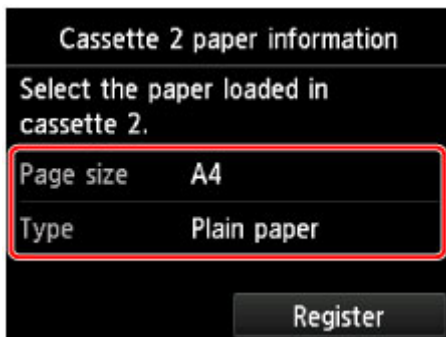 Cassette 2 paper information
Select the paper loaded in
cassette 2.
Page size A4
Type Plain paper
Register